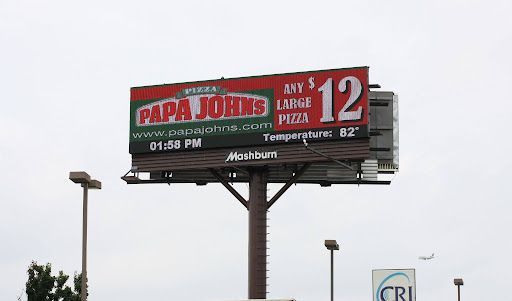 PIZZA
PAPA JOHNS
www.papajohns.com
01:58 PM
ANY
LARGE
PIZZA
$12
Temperature: 82°
Mashburn
CRI